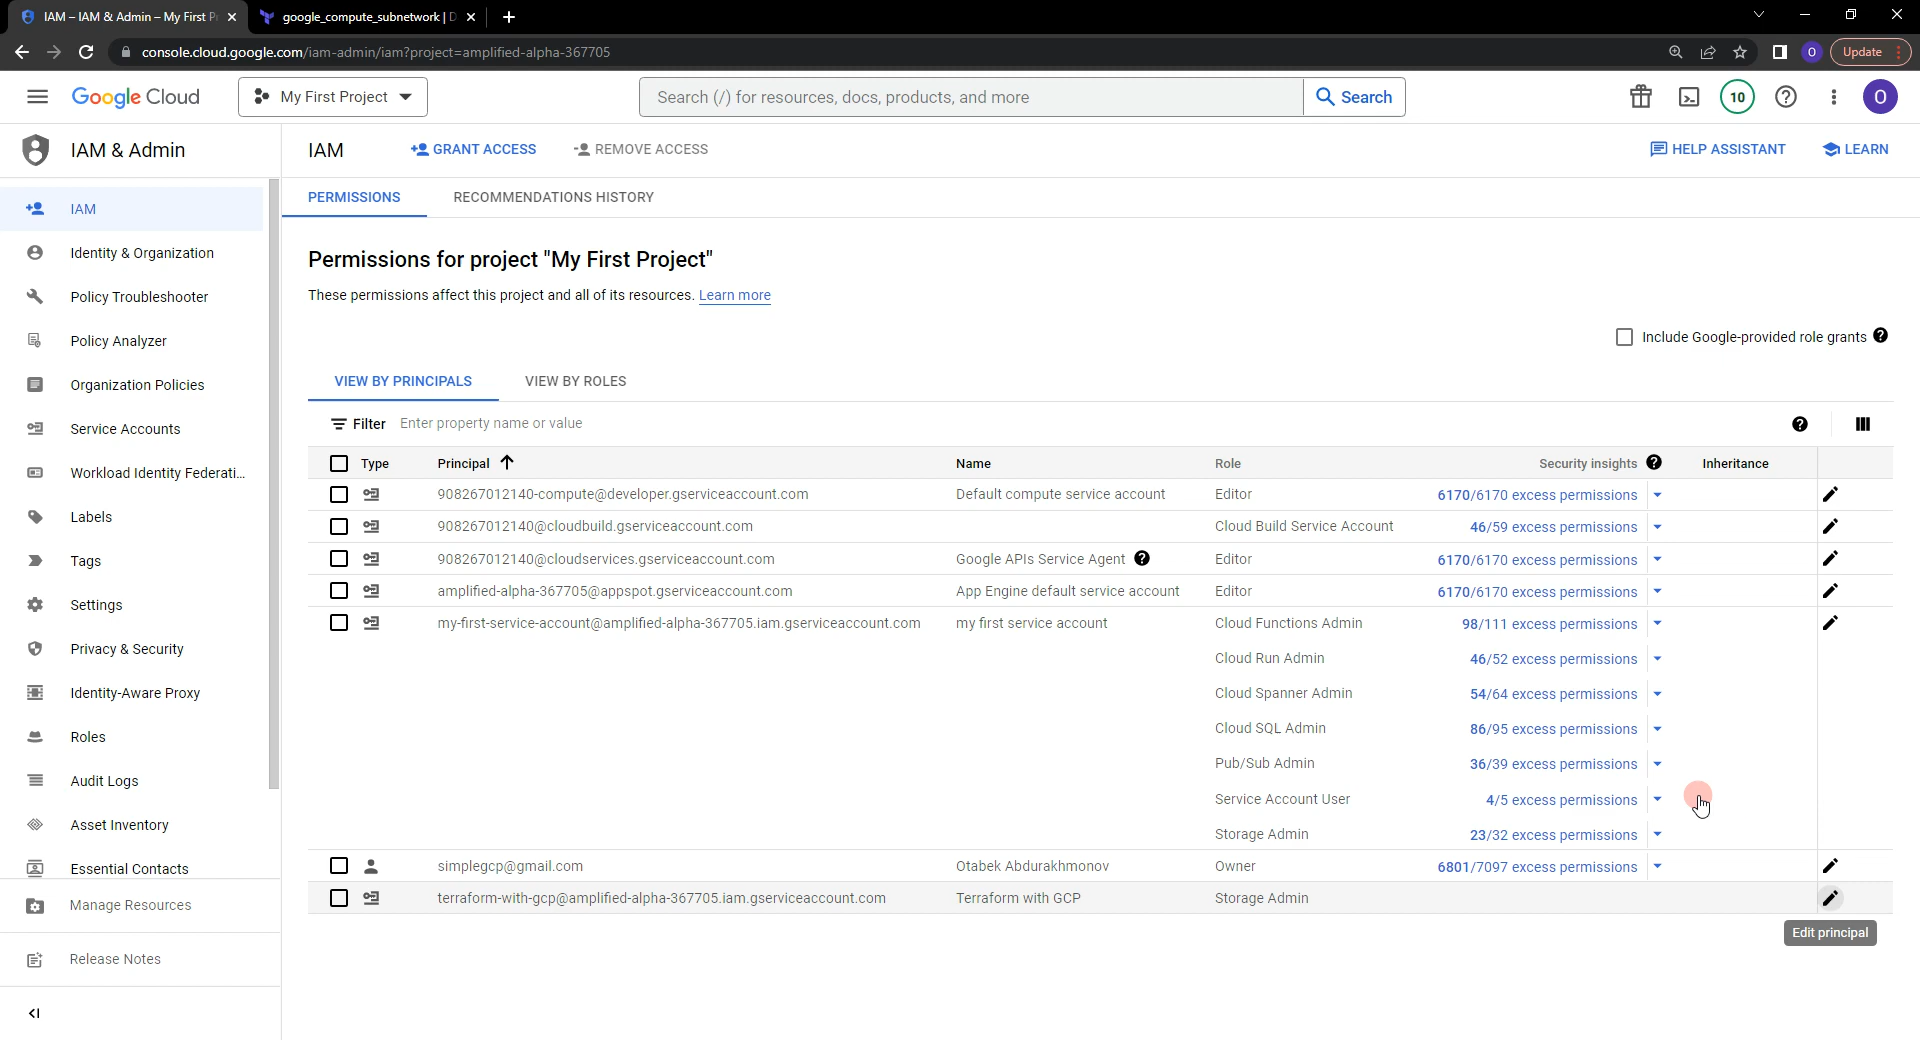 IAM – IAM & Admin – My First P
google_compute_subnetwork | D
console.cloud.google.com/iam-admin/iam?project=amplified-alpha-367705
O
Update
Google Cloud
My First Project
Search (/) for resources, docs, products, and more
Search
10
O
IAM & Admin
IAM
GRANT ACCESS
REMOVE ACCESS
HELP ASSISTANT
LEARN
IAM
Identity & Organization
Policy Troubleshooter
Policy Analyzer
Organization Policies
Service Accounts
Workload Identity Federati...
Labels
Tags
Settings
Privacy & Security
Identity-Aware Proxy
Roles
Audit Logs
Asset Inventory
Essential Contacts
Manage Resources
Release Notes
PERMISSIONS
RECOMMENDATIONS HISTORY
Permissions for project "My First Project"
These permissions affect this project and all of its resources. Learn more
Include Google-provided role grants
VIEW BY PRINCIPALS
VIEW BY ROLES
Filter Enter property name or value
Type Principal Name Role Security insights Inheritance
908267012140-compute@developer.gserviceaccount.com Default compute service account Editor 6170/6170 excess permissions
908267012140@cloudbuild.gserviceaccount.com Cloud Build Service Account 46/59 excess permissions
908267012140@cloudservices.gserviceaccount.com Google APIs Service Agent Editor 6170/6170 excess permissions
amplified-alpha-367705@appspot.gserviceaccount.com App Engine default service account Editor 6170/6170 excess permissions
my-first-service-account@amplified-alpha-367705.iam.gserviceaccount.com my first service account Cloud Functions Admin 98/111 excess permissions
Cloud Run Admin 46/52 excess permissions
Cloud Spanner Admin 54/64 excess permissions
Cloud SQL Admin 86/95 excess permissions
Pub/Sub Admin 36/39 excess permissions
Service Account User 4/5 excess permissions
Storage Admin 23/32 excess permissions
simplegcp@gmail.com Otabek Abdurakhmonov Owner 6801/7097 excess permissions
terraform-with-gcp@amplified-alpha-367705.iam.gserviceaccount.com Terraform with GCP Storage Admin
Edit principal